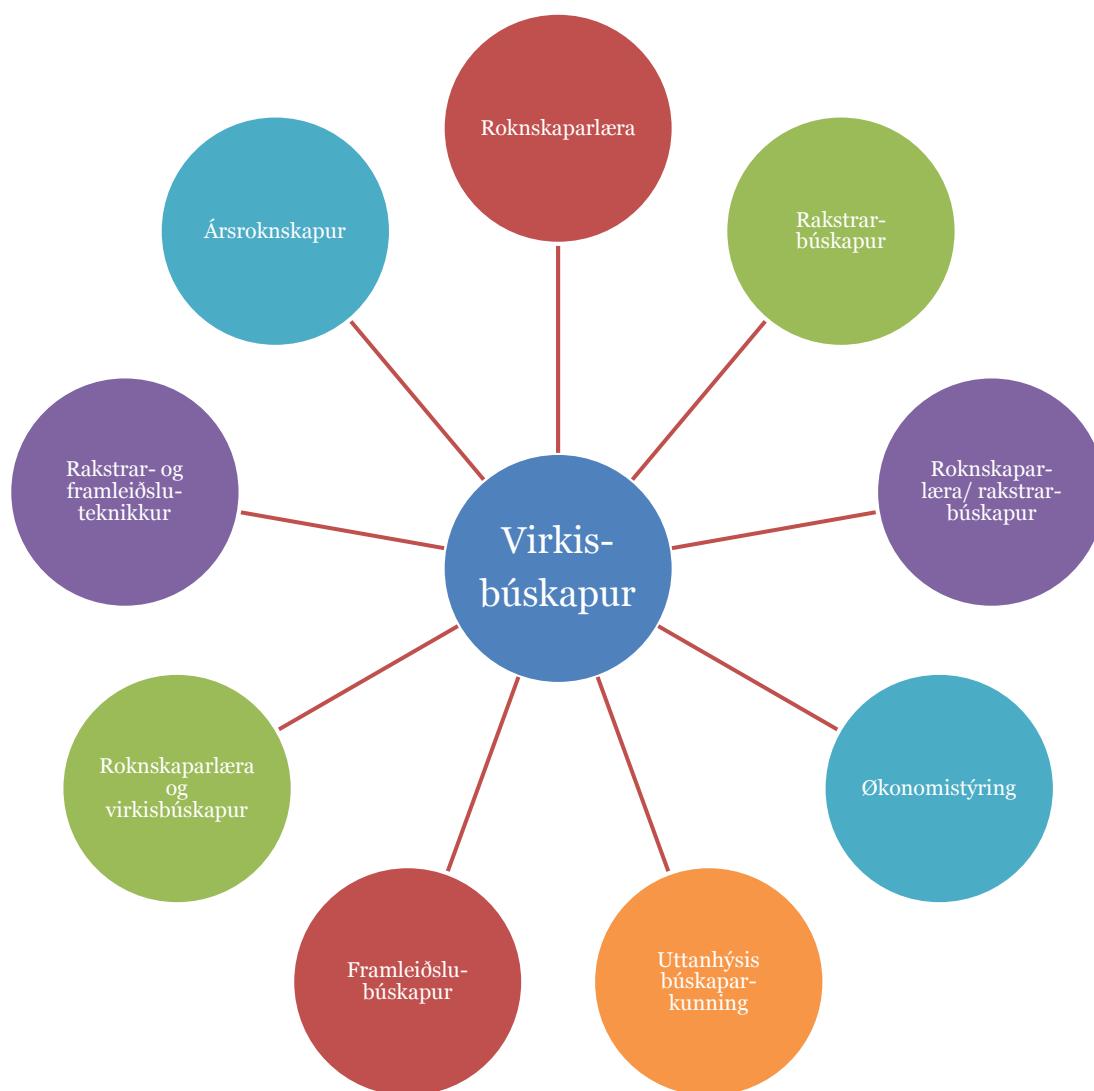 Roknskaparlæra
Rakstrar-
búskapur
Roknskapar-
læra/ rakstrar-
búskapur
Økonomistýring
Uttanhýsis
búskapar-
kunning
Framleiðslu-
búskapur
Roknskaparlæra
og
virkisbúskapur
Rakstrar- og
framleiðslu-
teknikkur
Ársroknskapur
Virkis-
búskapur